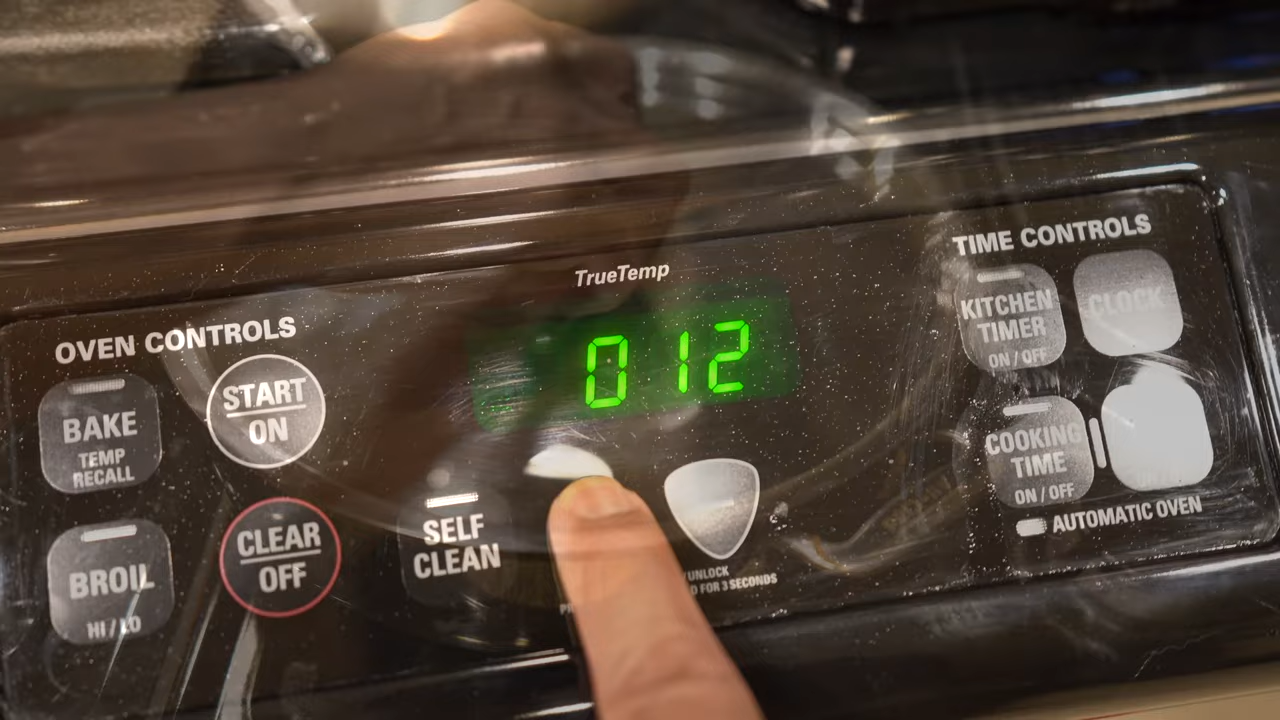 TrueTemp
012
OVEN CONTROLS
BAKE
TEMP
RECALL
START
ON
BROIL
HI / LO
CLEAR
OFF
SELF
CLEAN
UNLOCK
FOR 3 SECONDS
TIME CONTROLS
KITCHEN
TIMER
ON / OFF
CLOCK
COOKING
TIME
ON / OFF
AUTOMATIC OVEN